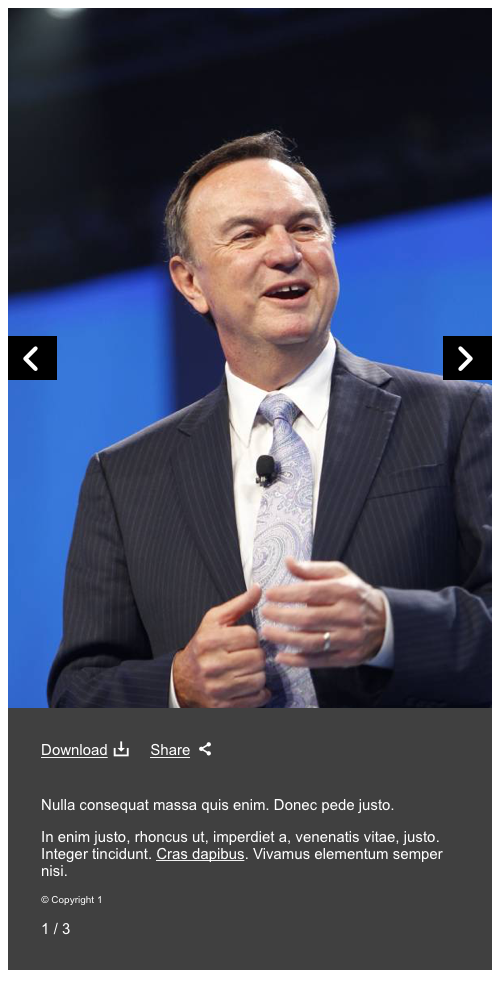 Download
Share
Nulla consequat massa quis enim. Donec pede justo.
In enim justo, rhoncus ut, imperdiet a, venenatis vitae, justo.
Integer tincidunt. Cras dapibus. Vivamus elementum semper
nisi.
© Copyright 1
1 / 3